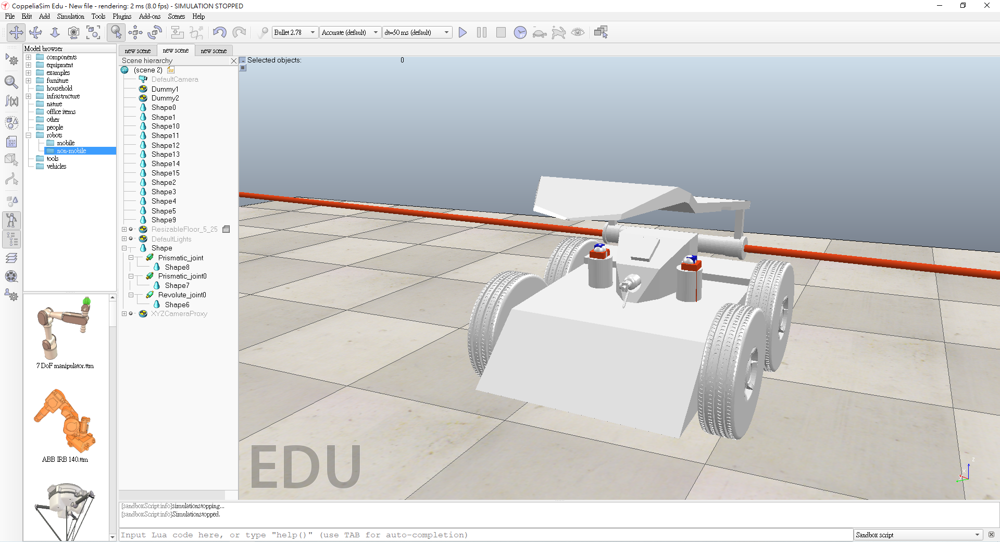 CoppeliaSim Edu - New file - rendering: 2 ms (8.0 fps) - SIMULATION STOPPED
File Edit Add Simulation Tools Plugins Add-ons Scenes Help
Bullet 2.78 Accurate (default) dt=50 ms (default)
Model browser
components
equipment
examples
furniture
household
infrastructure
nature
office items
other
people
robots
mobile
non-mobile
tools
vehicles
7 DoF manipulator.ttm
ABB IRB 140.ttm
new scene new scene new scene
Scene hierarchy
(scene 2)
DefaultCamera
Dummy1
Dummy2
Shape0
Shape1
Shape10
Shape11
Shape12
Shape13
Shape14
Shape15
Shape2
Shape3
Shape4
Shape5
Shape9
ResizableFloor_5_25
DefaultLights
Shape
Prismatic_joint
Shape8
Prismatic_joint0
Shape7
Revolute_joint0
Shape6
XYZCameraProxy
Selected objects: 0
EDU
z
x
[sandboxScript:info]simulationstopping...
[sandboxScript:info]Simulationstopped.
Input Lua code here, or type "help()" (use TAB for auto-completion)
Sandbox script